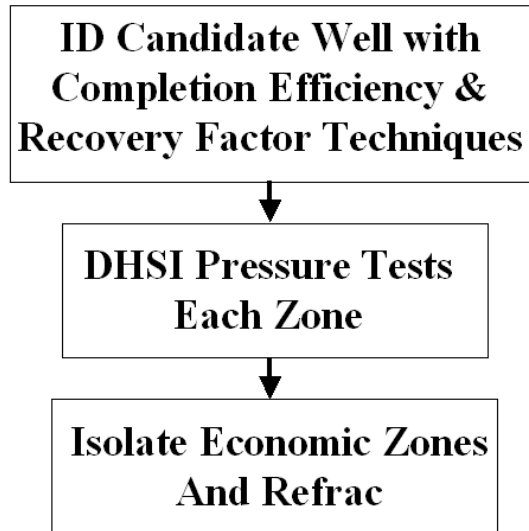 ID Candidate Well with
Completion Efficiency &
Recovery Factor Techniques
DHSI Pressure Tests
Each Zone
Isolate Economic Zones
And Refrac